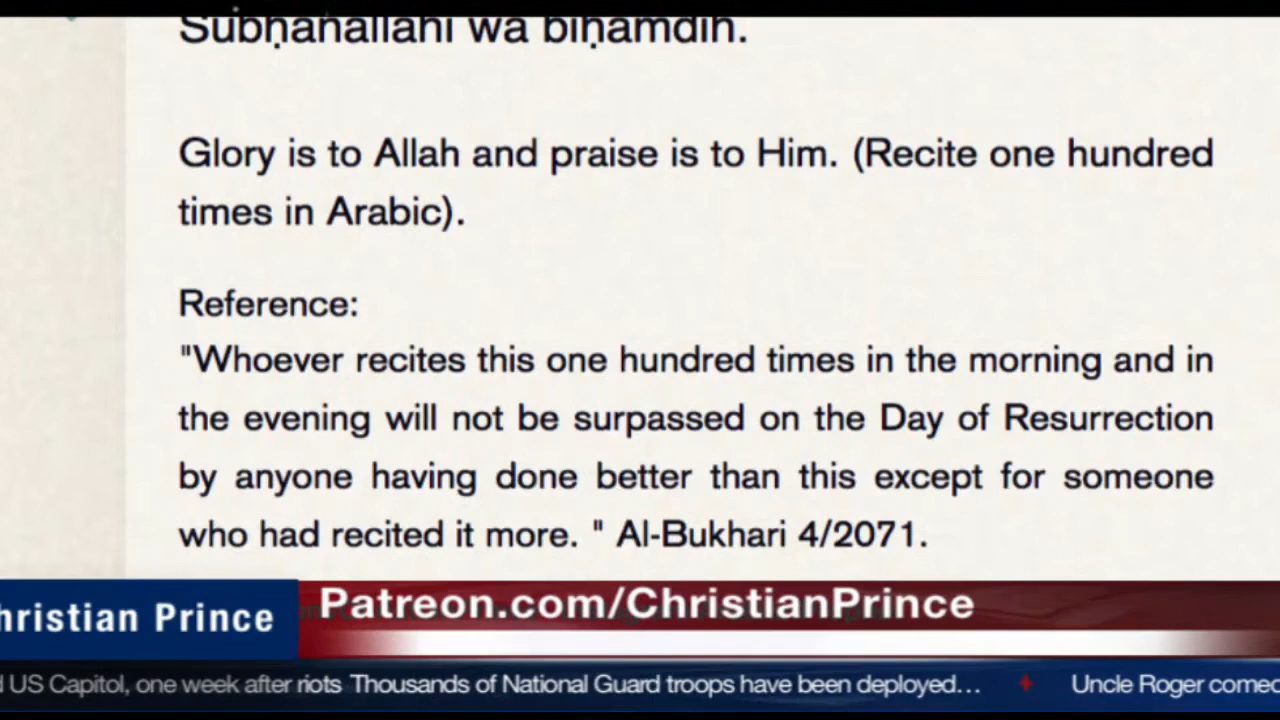 Subḥānallāhi wa biḥamdih.
Glory is to Allah and praise is to Him. (Recite one hundred
times in Arabic).
Reference:
"Whoever recites this one hundred times in the morning and in
the evening will not be surpassed on the Day of Resurrection
by anyone having done better than this except for someone
who had recited it more. " Al-Bukhari 4/2071.
hristian Prince
Patreon.com/ChristianPrince
US Capitol, one week after riots Thousands of National Guard troops have been deployed... Uncle Roger